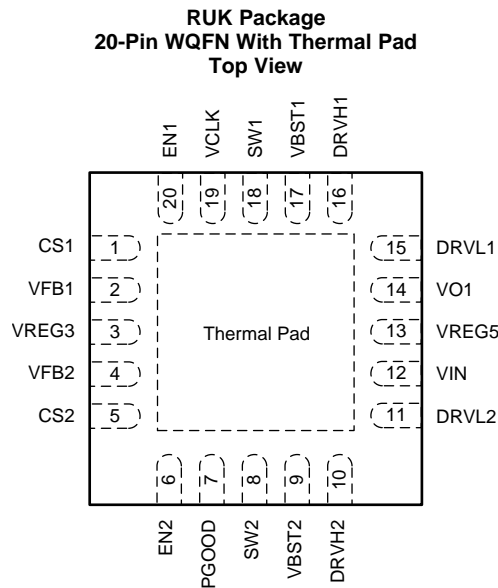 RUK Package
20-Pin WQFN With Thermal Pad
Top View
EN1
VCLK
SW1
VBST1
DRVH1
20
19
18
17
16
CS1 1
VFB1 2
VREG3 3
VFB2 4
CS2 5
Thermal Pad
15 DRVL1
14 VO1
13 VREG5
12 VIN
11 DRVL2
6
7
8
9
10
EN2
PGOOD
SW2
VBST2
DRVH2